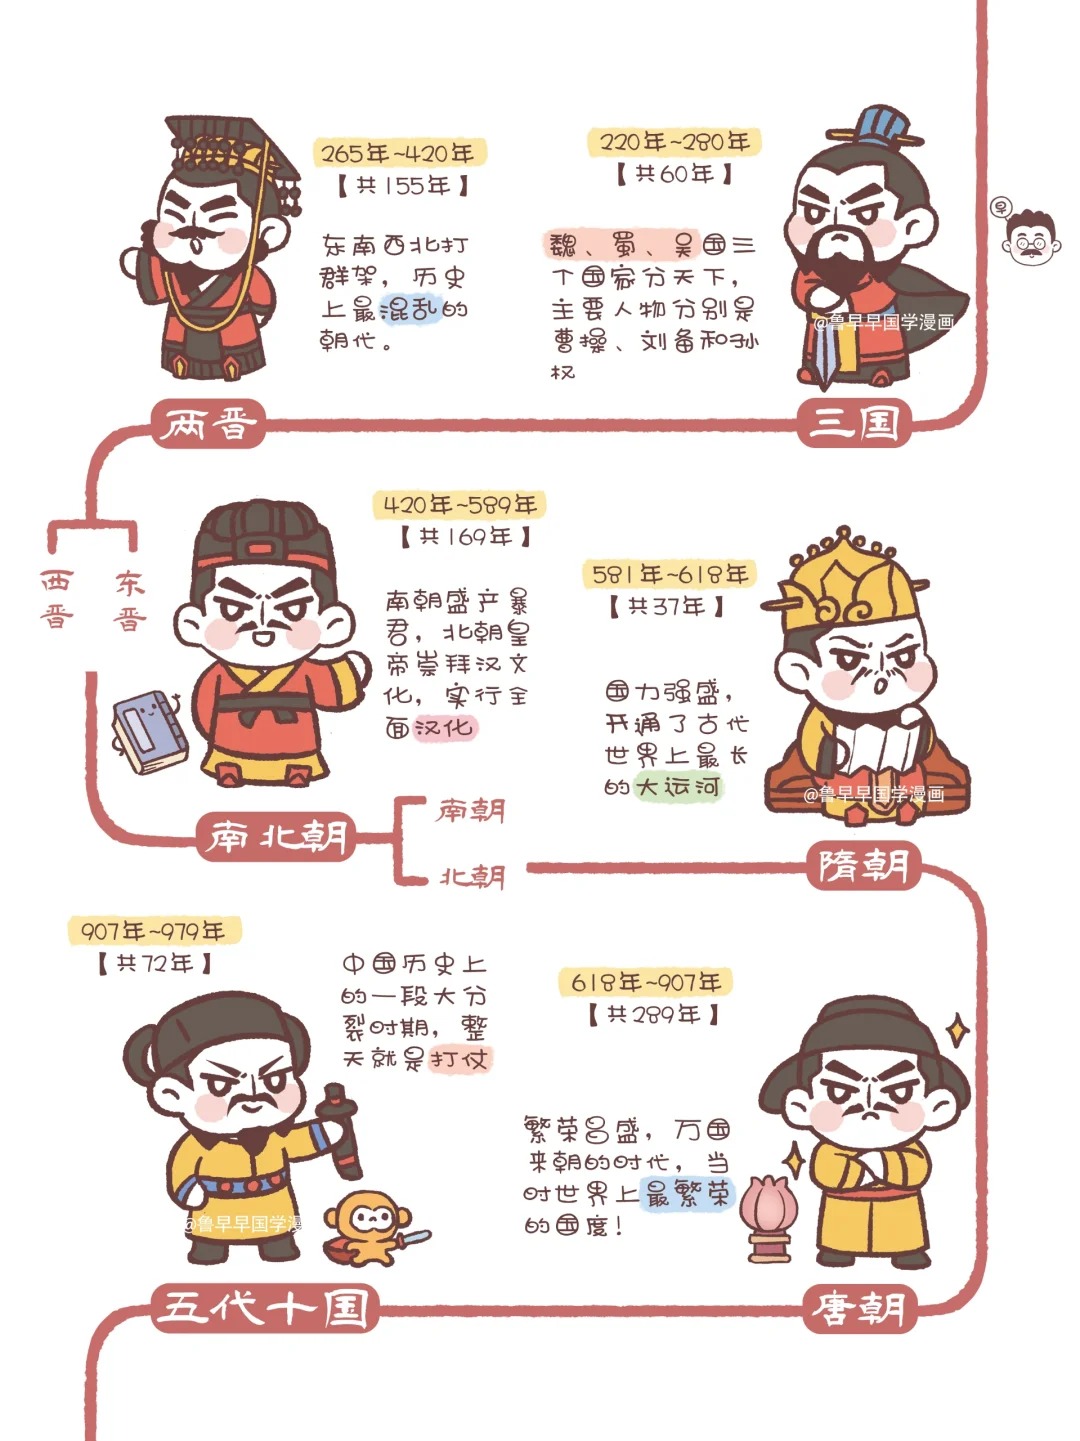 220年~280年
【共60年】
魏、蜀、吴国三
个国家分天下，
主要人物分别是
曹操、刘备和孙
权
早
@鲁早早国学漫画
三国
265年~420年
【共155年】
东南西北打
群架，历史
上最混乱的
朝代。
两晋
西晋
东晋
420年~589年
【共169年】
南朝盛产暴
君，北朝皇
帝崇拜汉文
化，实行全
面汉化
南北朝
南朝
北朝
581年~618年
【共37年】
国力强盛，
开通了古代
世界上最长
的大运河
@鲁早早国学漫画
隋朝
618年~907年
【共289年】
繁荣昌盛，万国
来朝的时代，当
时世界上最繁荣
的国度！
唐朝
907年~979年
【共72年】
中国历史上
的一段大分
裂时期，整
天就是打仗
@鲁早早国学漫
五代十国